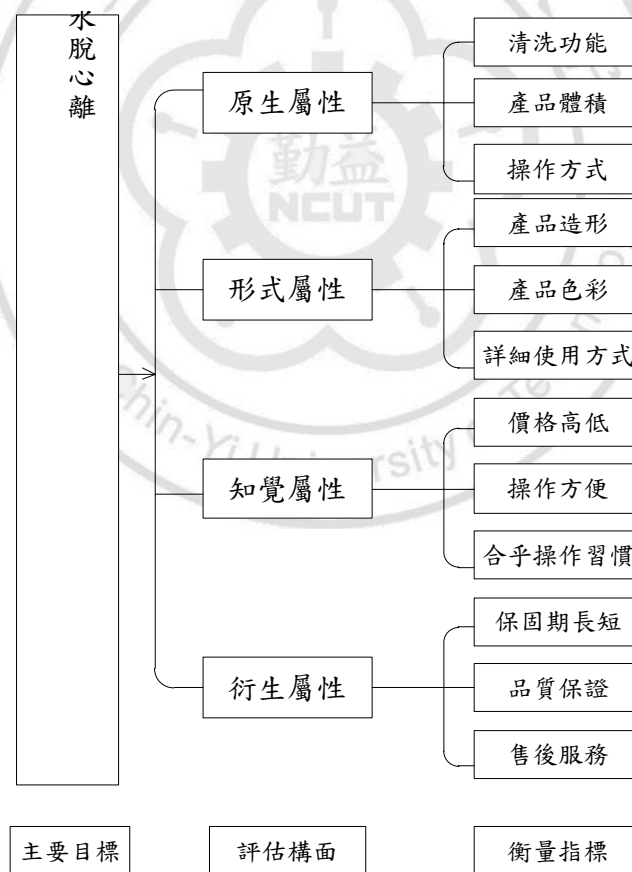 水脫心離
原生屬性
清洗功能
產品體積
操作方式
形式屬性
產品造形
產品色彩
詳細使用方式
知覺屬性
價格高低
操作方便
合乎操作習慣
衍生屬性
保固期長短
品質保證
售後服務
主要目標
評估構面
衡量指標
勤益
NCUT